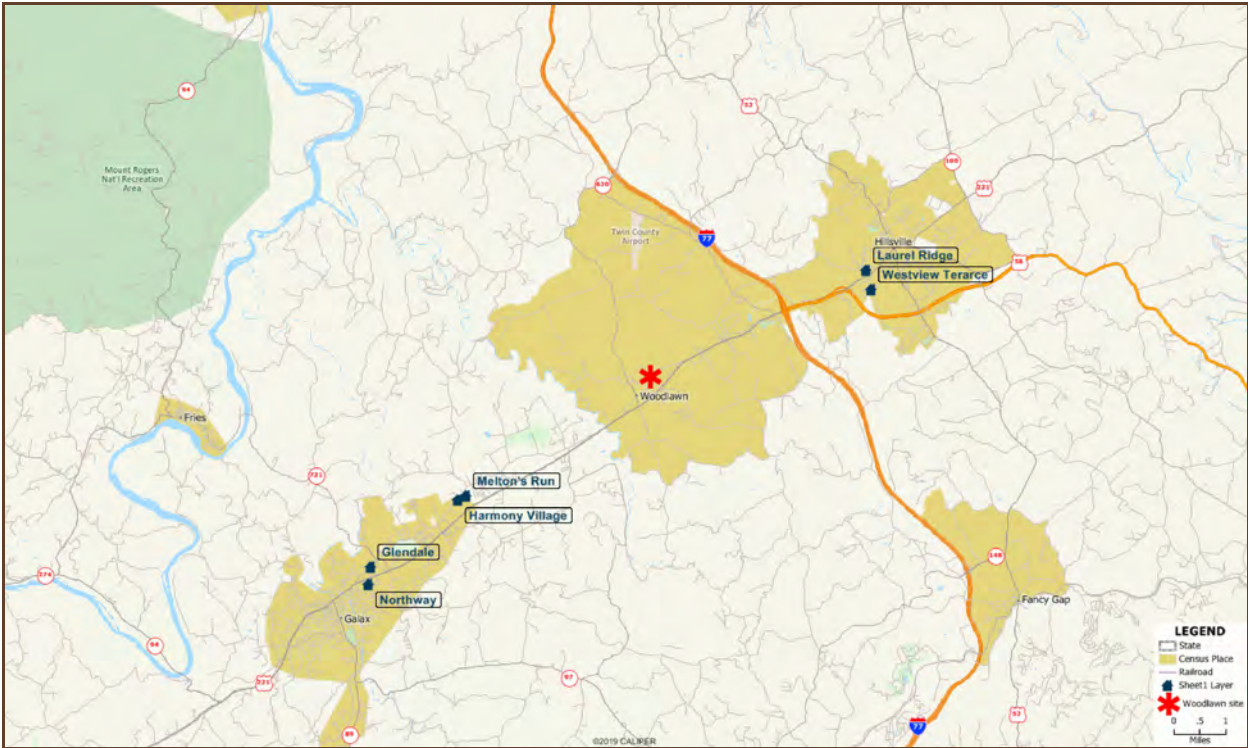 94
52
Mount Rogers
Nat'l Recreation
Area
620
100
221
Twin County
Airport
77
Hillsville
Laurel Ridge
Westview Terarce
58
Woodlawn
Fries
721
Melton's Run
Harmony Village
Glendale
Northway
148
274
Fancy Gap
Galax
94
97
221
89
52
77
LEGEND
State
Census Place
Railroad
Sheet1 Layer
Woodlawn site
0 .5 1
Miles
©2019 CALIPER